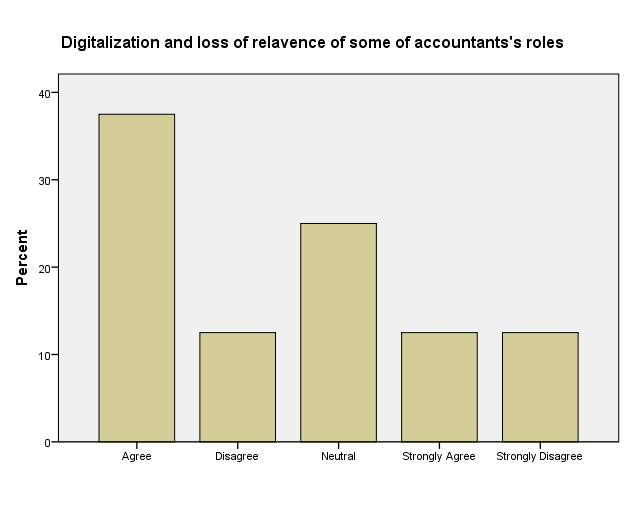 Digitalization and loss of relavence of some of accountants's roles
Percent
40
30
20
10
0
Agree Disagree Neutral Strongly Agree Strongly Disagree